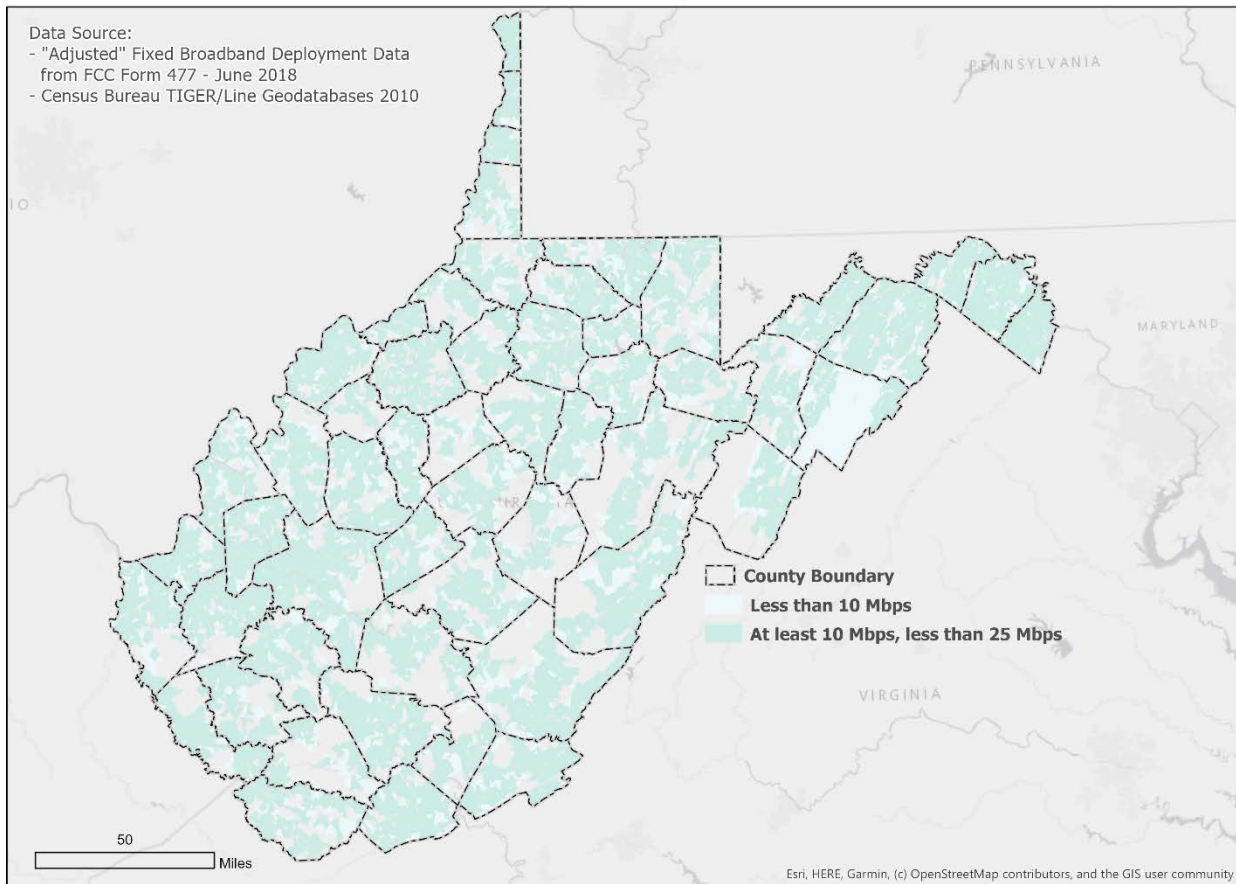 Data Source:
- "Adjusted" Fixed Broadband Deployment Data
from FCC Form 477 - June 2018
- Census Bureau TIGER/Line Geodatabases 2010
PENNSYLVANIA
IO
MARYLAND
County Boundary
Less than 10 Mbps
At least 10 Mbps, less than 25 Mbps
VIRGINIA
50
Miles
Esri, HERE, Garmin, (c) OpenStreetMap contributors, and the GIS user community